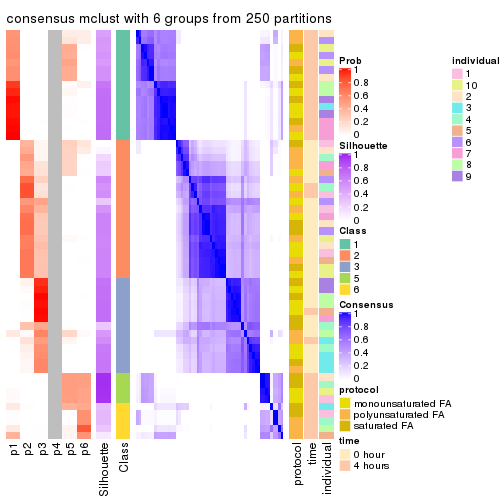 consensus mclust with 6 groups from 250 partitions
p1
p2
p3
p4
p5
p6
Silhouette
Class
protocol
time
individual
Prob
1
0.8
0.6
0.4
0.2
0
Silhouette
1
0.8
0.6
0.4
0.2
0
Class
1
2
3
5
6
Consensus
1
0.8
0.6
0.4
0.2
0
protocol
monounsaturated FA
polyunsaturated FA
saturated FA
time
0 hour
4 hours
individual
1
10
2
3
4
5
6
7
8
9